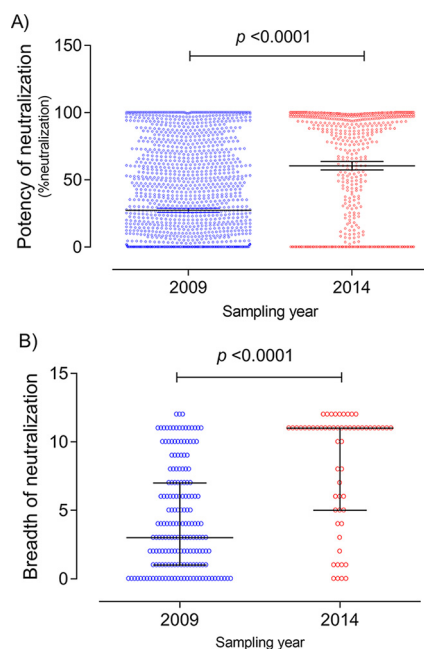 A)
p <0.0001
150
100
50
0
Potency of neutralization
(%neutralization)
2009
2014
Sampling year
B)
p <0.0001
15
10
5
0
Breadth of neutralization
2009
2014
Sampling year